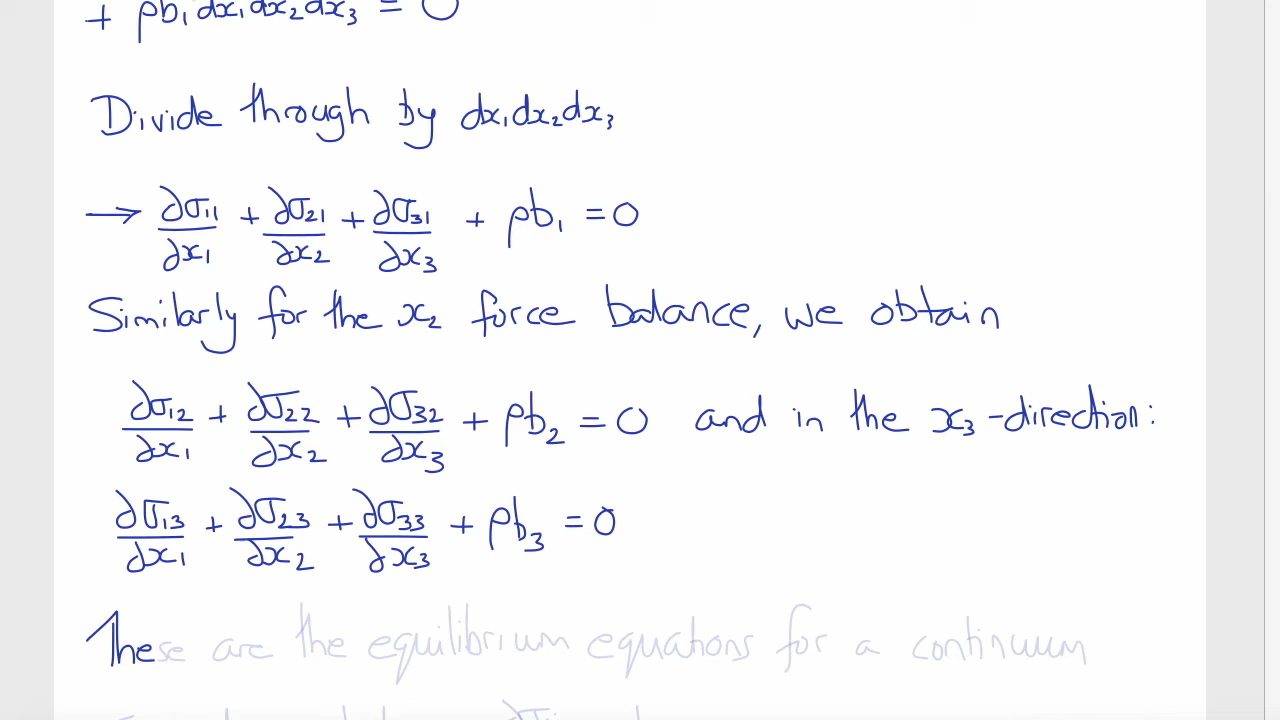 + ρb₁dx₁dx₂dx₃ = 0
Divide through by dx₁dx₂dx₃
→ ∂σ₁₁/∂x₁ + ∂σ₂₁/∂x₂ + ∂σ₃₁/∂x₃ + ρb₁ = 0
Similarly for the x₂ force balance, we obtain
∂σ₁₂/∂x₁ + ∂σ₂₂/∂x₂ + ∂σ₃₂/∂x₃ + ρb₂ = 0 and in the x₃-direction:
∂σ₁₃/∂x₁ + ∂σ₂₃/∂x₂ + ∂σ₃₃/∂x₃ + ρb₃ = 0
These are the equilibrium equations for a continuum